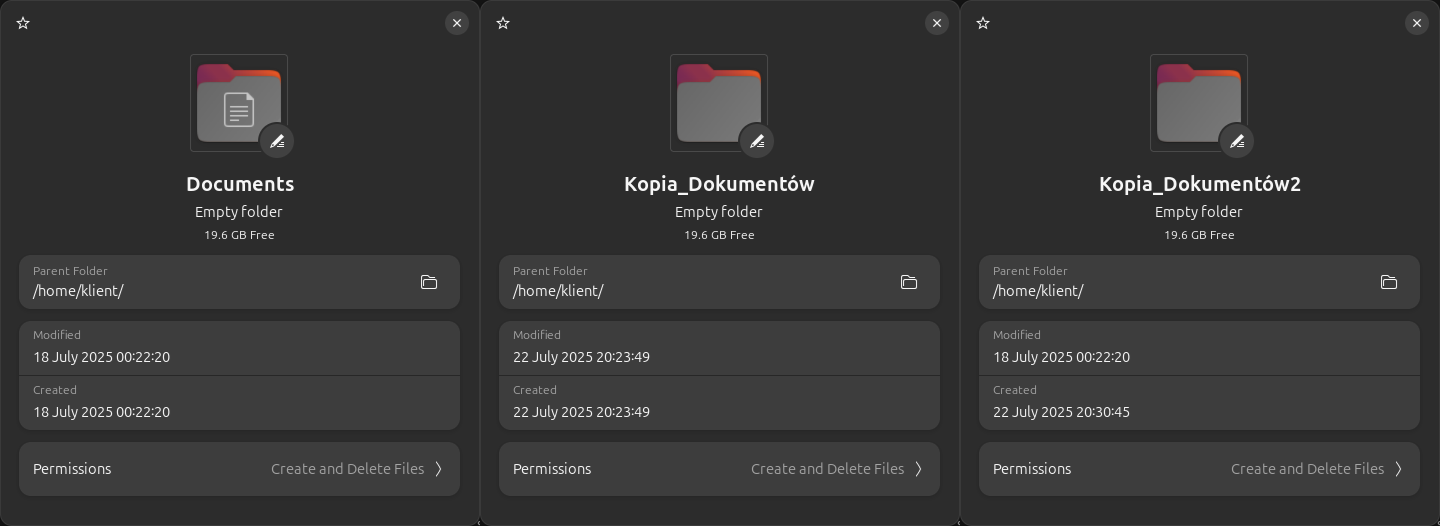 Documents
Empty folder
19.6 GB Free
Parent Folder
/home/klient/
Modified
18 July 2025 00:22:20
Created
18 July 2025 00:22:20
Permissions Create and Delete Files
Kopia_Dokumentów
Empty folder
19.6 GB Free
Parent Folder
/home/klient/
Modified
22 July 2025 20:23:49
Created
22 July 2025 20:23:49
Permissions Create and Delete Files
Kopia_Dokumentów2
Empty folder
19.6 GB Free
Parent Folder
/home/klient/
Modified
18 July 2025 00:22:20
Created
22 July 2025 20:30:45
Permissions Create and Delete Files